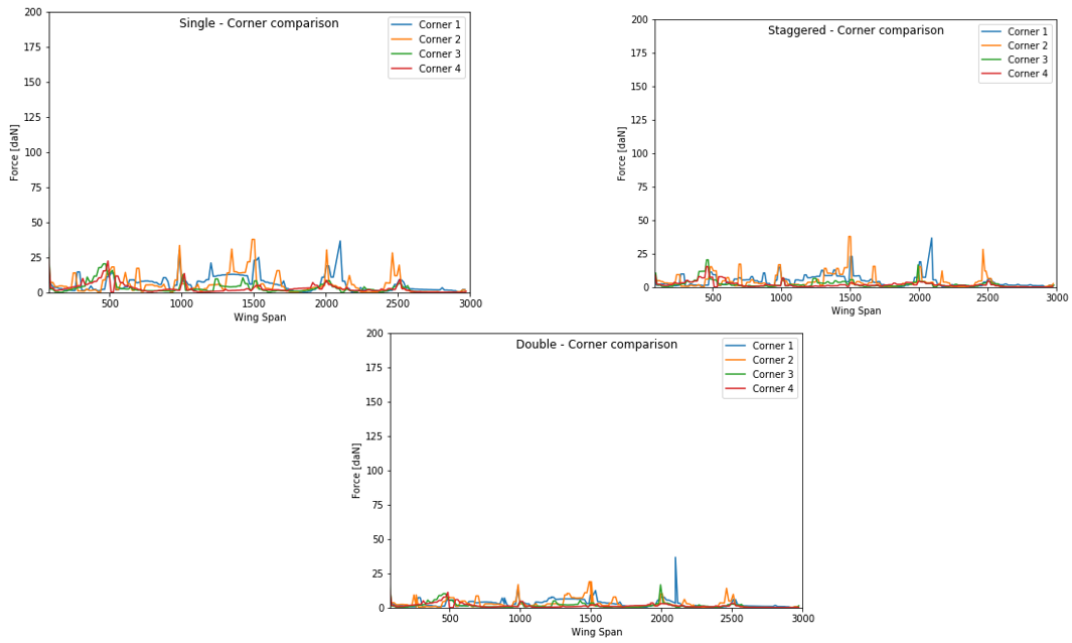 Single - Corner comparison
Corner 1
Corner 2
Corner 3
Corner 4
Force [daN]
200
175
150
125
100
75
50
25
0
500
1000
1500
2000
2500
3000
Wing Span
Staggered - Corner comparison
Corner 1
Corner 2
Corner 3
Corner 4
Force [daN]
200
175
150
125
100
75
50
25
0
500
1000
1500
2000
2500
3000
Wing Span
Double - Corner comparison
Corner 1
Corner 2
Corner 3
Corner 4
Force [daN]
200
175
150
125
100
75
50
25
0
500
1000
1500
2000
2500
3000
Wing Span